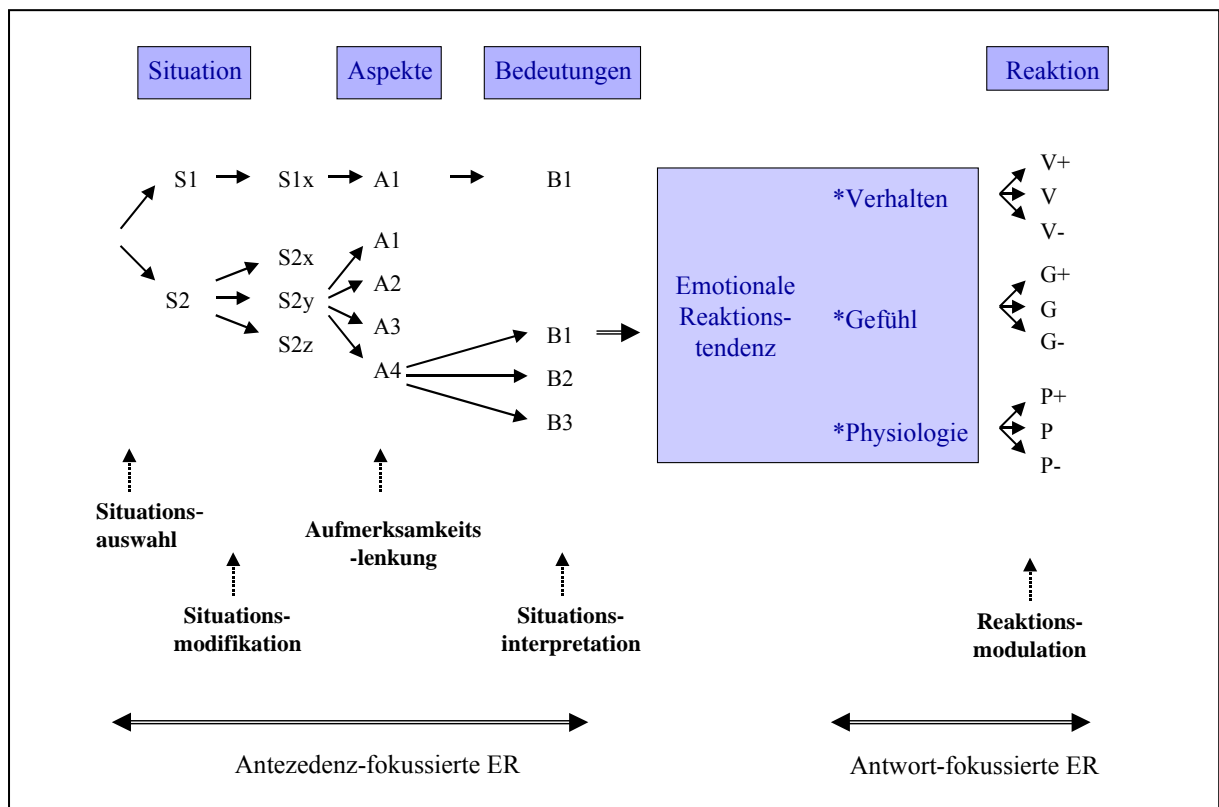 Situation Aspekte Bedeutungen Reaktion
V+
S1 S1x A1 B1
*Verhalten V
V-
A1
S2x
A2 G+
S2 S2y Emotionale
Reaktions- *Gefühl G
A3
S2z B1 tendenz G-
A4
B2
P+
B3
*Physiologie P
P-
Situations-
auswahl
Aufmerksamkeits
-lenkung
Situations-
modifikation
Situations-
interpretation
Reaktions-
modulation
Antezedenz-fokussierte ER Antwort-fokussierte ER